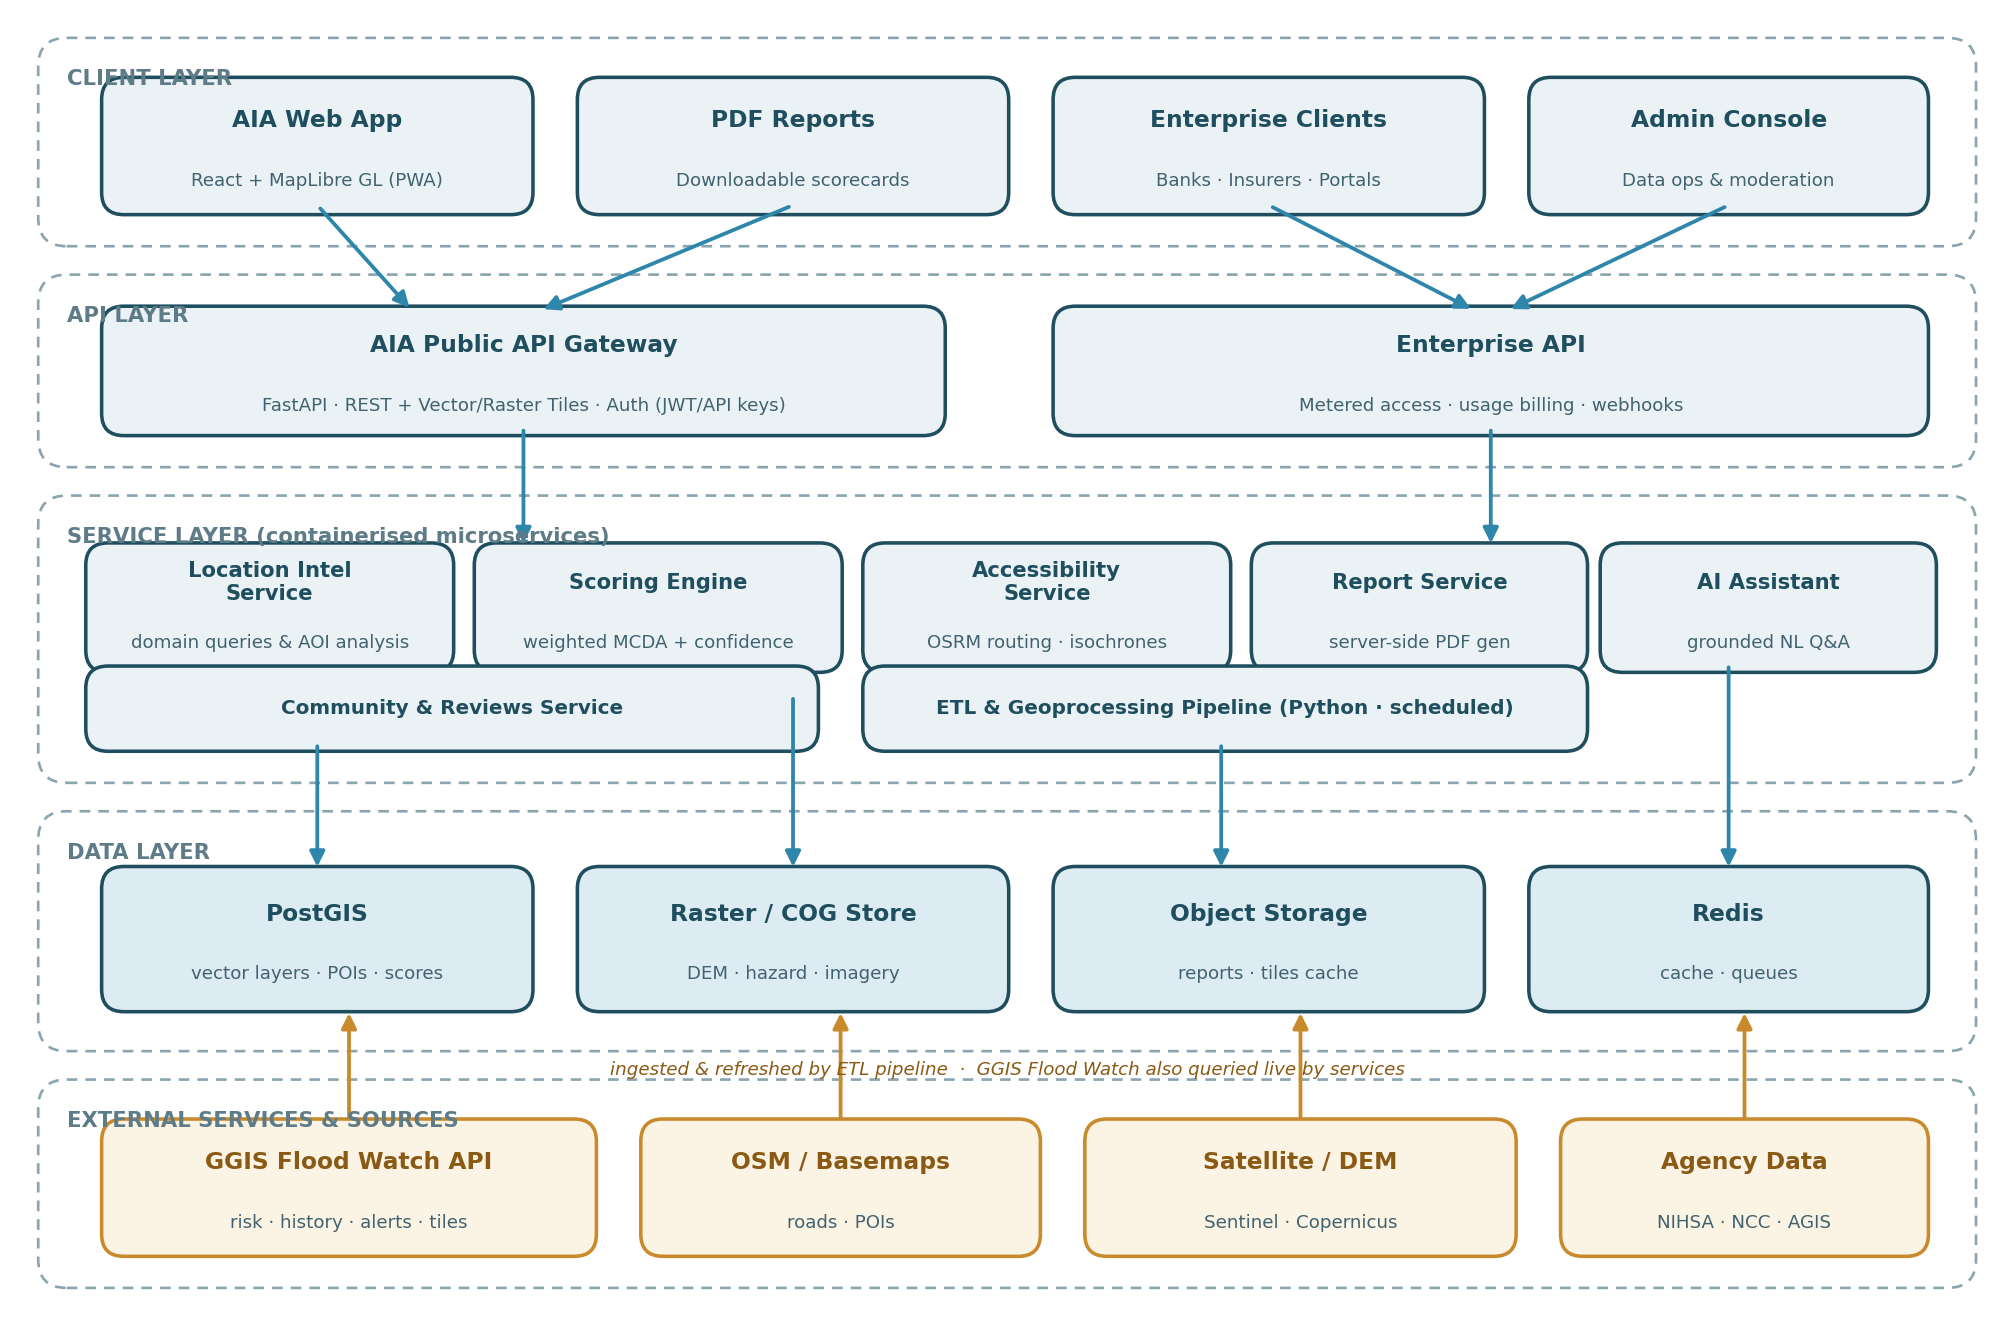 CLIENT LAYER
AIA Web App
React + MapLibre GL (PWA)
PDF Reports
Downloadable scorecards
Enterprise Clients
Banks · Insurers · Portals
Admin Console
Data ops & moderation
API LAYER
AIA Public API Gateway
FastAPI · REST + Vector/Raster Tiles · Auth (JWT/API keys)
Enterprise API
Metered access · usage billing · webhooks
SERVICE LAYER (containerised microservices)
Location Intel
Service
domain queries & AOI analysis
Scoring Engine
weighted MCDA + confidence
Accessibility
Service
OSRM routing · isochrones
Report Service
server-side PDF gen
AI Assistant
grounded NL Q&A
Community & Reviews Service
ETL & Geoprocessing Pipeline (Python · scheduled)
DATA LAYER
PostGIS
vector layers · POIs · scores
Raster / COG Store
DEM · hazard · imagery
Object Storage
reports · tiles cache
Redis
cache · queues
ingested & refreshed by ETL pipeline · GGIS Flood Watch also queried live by services
EXTERNAL SERVICES & SOURCES
GGIS Flood Watch API
risk · history · alerts · tiles
OSM / Basemaps
roads · POIs
Satellite / DEM
Sentinel · Copernicus
Agency Data
NIHSA · NCC · AGIS